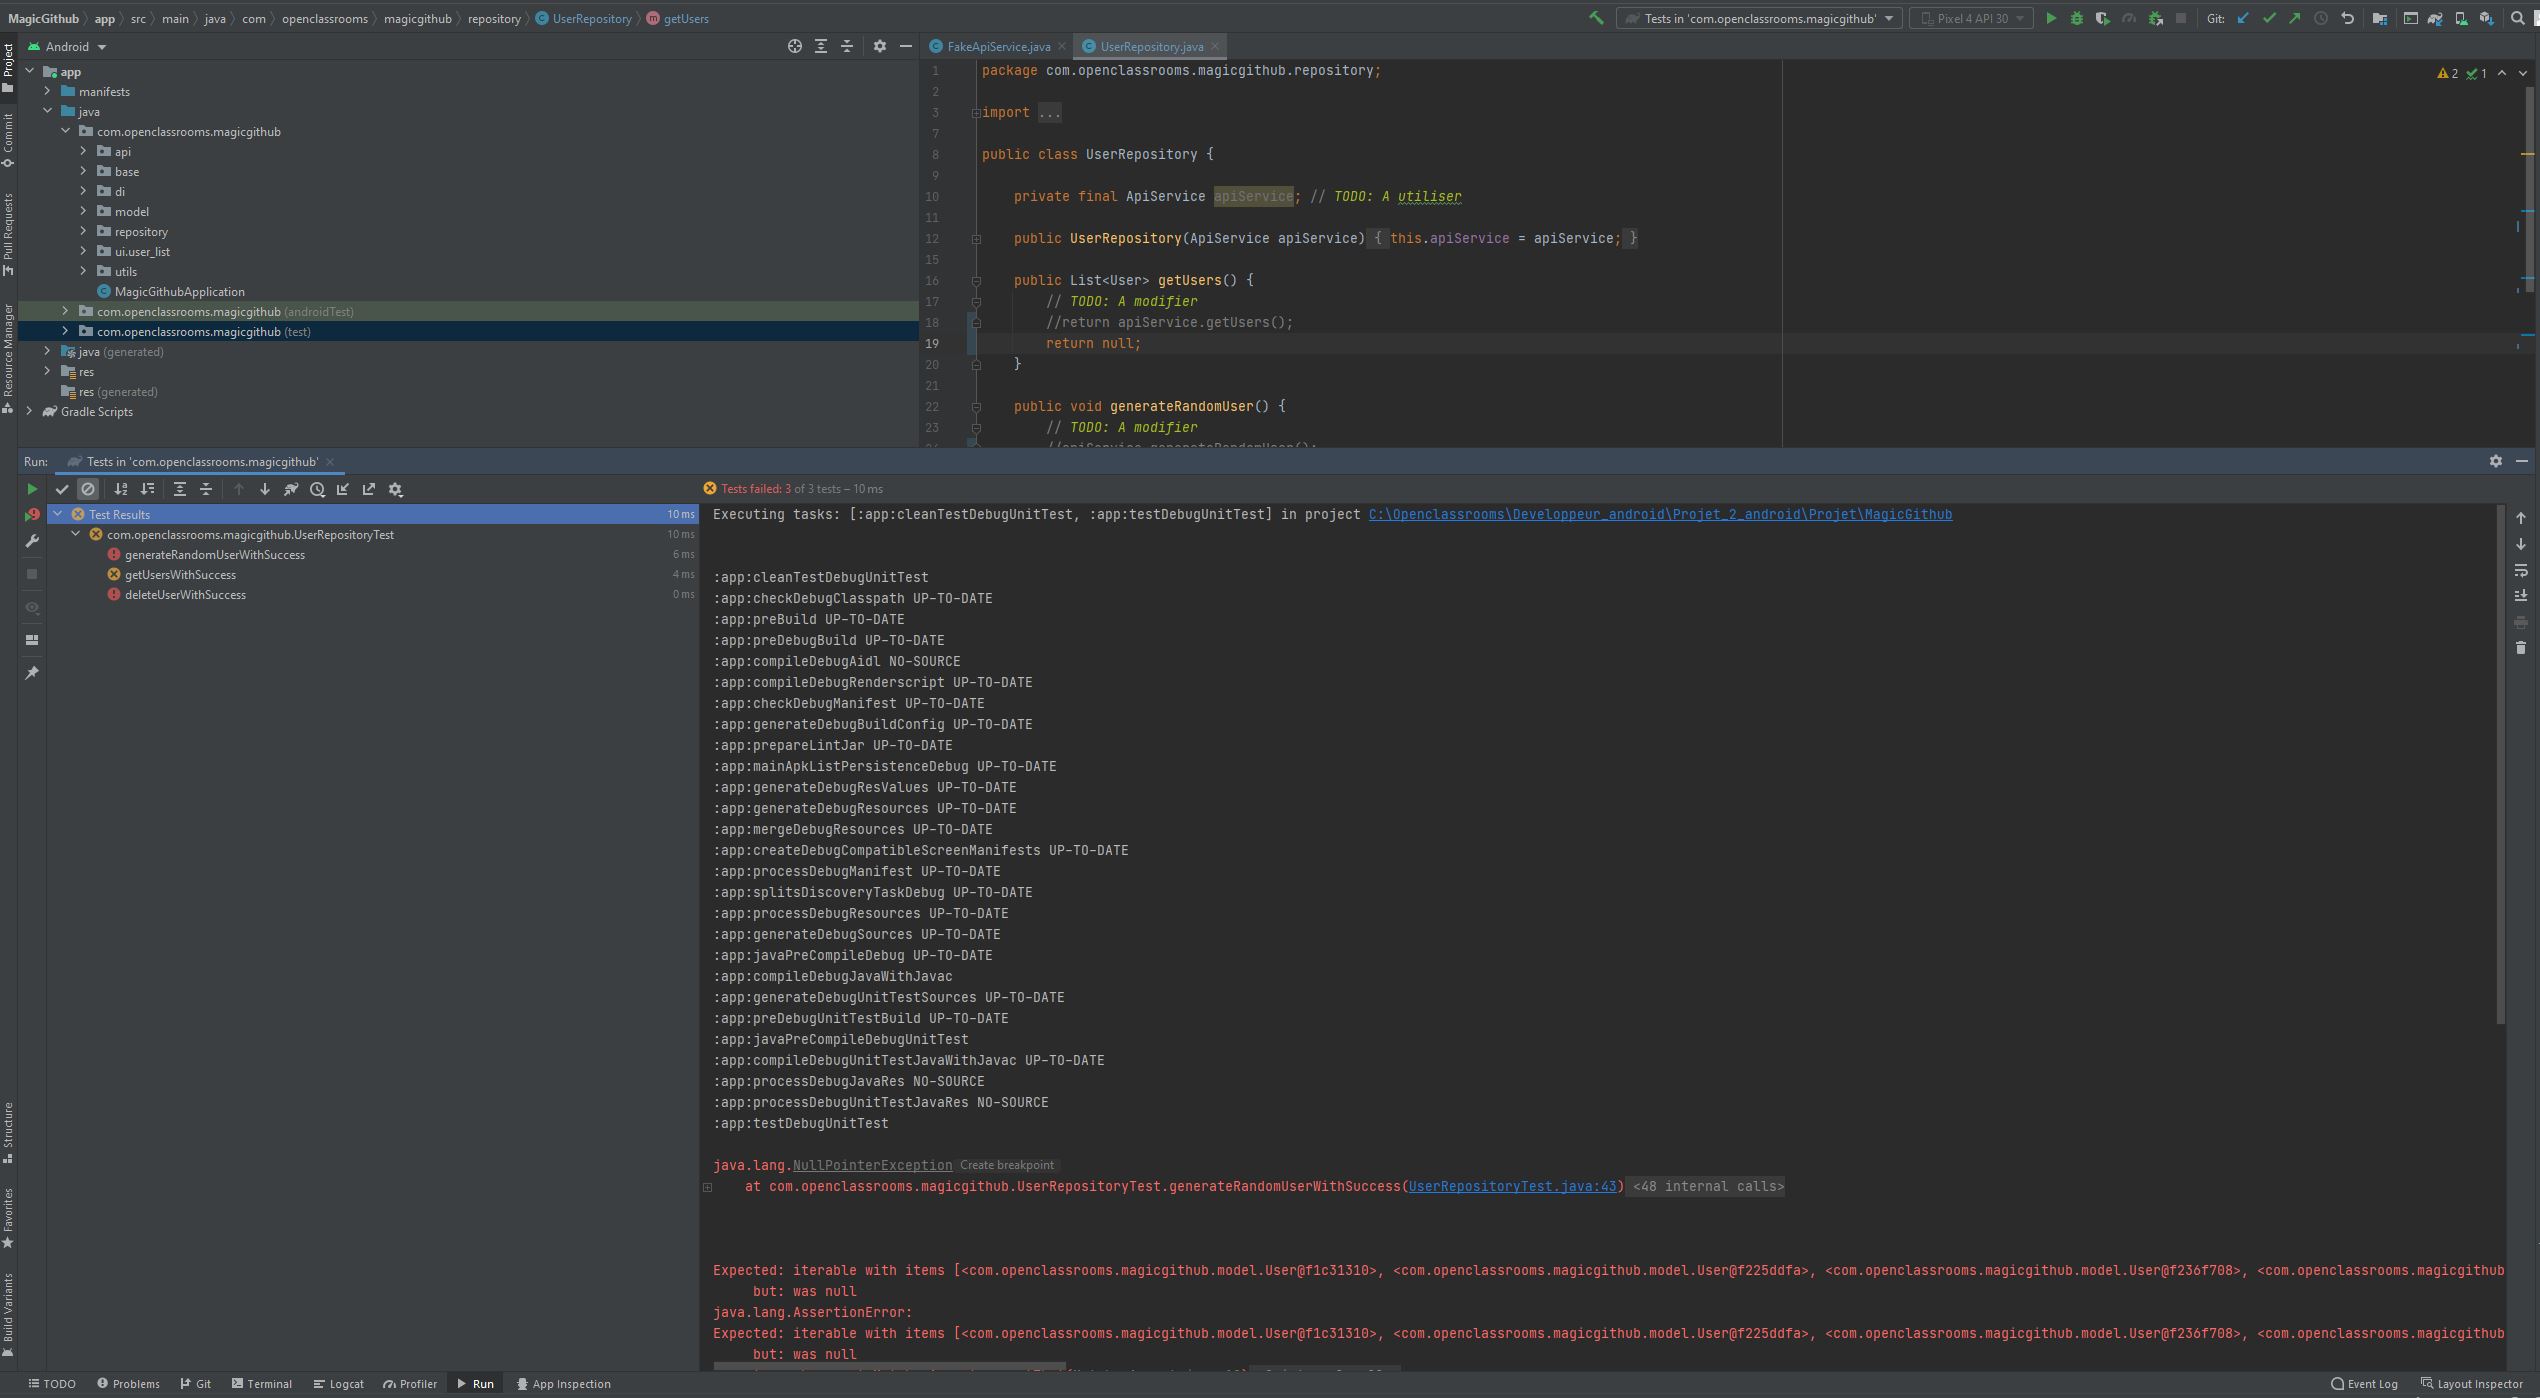 MagicGithub app src main java com openclassrooms magicgithub repository UserRepository getUsers
Tests in 'com.openclassrooms.magicgithub' Pixel 4 API 30 Git:
Project
Commit
Pull Requests
Resource Manager
Structure
Favorites
Build Variants
Android
app
manifests
java
com.openclassrooms.magicgithub
api
base
di
model
repository
ui.user_list
utils
MagicGithubApplication
com.openclassrooms.magicgithub (androidTest)
com.openclassrooms.magicgithub (test)
java (generated)
res
res (generated)
Gradle Scripts
FakeApiService.java UserRepository.java
2 1
1 package com.openclassrooms.magicgithub.repository;
2
3 import ...
7
8 public class UserRepository {
9
10 private final ApiService apiService; // TODO: A utiliser
11
12 public UserRepository(ApiService apiService) { this.apiService = apiService; }
15
16 public List<User> getUsers() {
17 // TODO: A modifier
18 //return apiService.getUsers();
19 return null;
20 }
21
22 public void generateRandomUser() {
23 // TODO: A modifier
24 //apiService.generateRandomUser();
Run: Tests in 'com.openclassrooms.magicgithub'
Tests failed: 3 of 3 tests – 10 ms
Test Results 10 ms
com.openclassrooms.magicgithub.UserRepositoryTest 10 ms
generateRandomUserWithSuccess 6 ms
getUsersWithSuccess 4 ms
deleteUserWithSuccess 0 ms
Executing tasks: [:app:cleanTestDebugUnitTest, :app:testDebugUnitTest] in project C:\Openclassrooms\Developpeur_android\Projet_2_android\Projet\MagicGithub
:app:cleanTestDebugUnitTest
:app:checkDebugClasspath UP-TO-DATE
:app:preBuild UP-TO-DATE
:app:preDebugBuild UP-TO-DATE
:app:compileDebugAidl NO-SOURCE
:app:compileDebugRenderscript UP-TO-DATE
:app:checkDebugManifest UP-TO-DATE
:app:generateDebugBuildConfig UP-TO-DATE
:app:prepareLintJar UP-TO-DATE
:app:mainApkListPersistenceDebug UP-TO-DATE
:app:generateDebugResValues UP-TO-DATE
:app:generateDebugResources UP-TO-DATE
:app:mergeDebugResources UP-TO-DATE
:app:createDebugCompatibleScreenManifests UP-TO-DATE
:app:processDebugManifest UP-TO-DATE
:app:splitsDiscoveryTaskDebug UP-TO-DATE
:app:processDebugResources UP-TO-DATE
:app:generateDebugSources UP-TO-DATE
:app:javaPreCompileDebug UP-TO-DATE
:app:compileDebugJavaWithJavac
:app:generateDebugUnitTestSources UP-TO-DATE
:app:preDebugUnitTestBuild UP-TO-DATE
:app:javaPreCompileDebugUnitTest
:app:compileDebugUnitTestJavaWithJavac UP-TO-DATE
:app:processDebugJavaRes NO-SOURCE
:app:processDebugUnitTestJavaRes NO-SOURCE
:app:testDebugUnitTest
java.lang.NullPointerException Create breakpoint
at com.openclassrooms.magicgithub.UserRepositoryTest.generateRandomUserWithSuccess(UserRepositoryTest.java:43) <48 internal calls>
Expected: iterable with items [<com.openclassrooms.magicgithub.model.User@f1c31310>, <com.openclassrooms.magicgithub.model.User@f225ddfa>, <com.openclassrooms.magicgithub.model.User@f236f708>, <com.openclassrooms.magicgithub
but: was null
java.lang.AssertionError:
Expected: iterable with items [<com.openclassrooms.magicgithub.model.User@f1c31310>, <com.openclassrooms.magicgithub.model.User@f225ddfa>, <com.openclassrooms.magicgithub.model.User@f236f708>, <com.openclassrooms.magicgithub
but: was null
TODO Problems Git Terminal Logcat Profiler Run App Inspection Event Log Layout Inspector